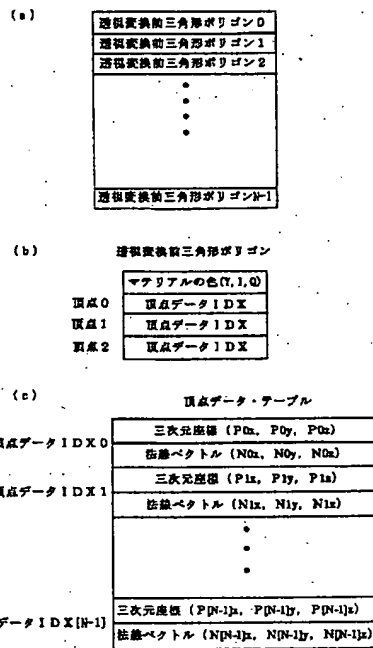 (a)
透視変換前三角形ポリゴン0
透視変換前三角形ポリゴン1
透視変換前三角形ポリゴン2
透視変換前三角形ポリゴンN-1
(b)
透視変換前三角形ポリゴン
マテリアルの色(Y, I, Q)
頂点0 頂点データIDX
頂点1 頂点データIDX
頂点2 頂点データIDX
(c)
頂点データ・テーブル
頂点データIDX0
三次元座標 (P0x, P0y, P0z)
法線ベクトル (N0x, N0y, N0z)
頂点データIDX1
三次元座標 (P1x, P1y, P1z)
法線ベクトル (N1x, N1y, N1z)
データIDX[N-1]
三次元座標 (P[N-1]x, P[N-1]y, P[N-1]z)
法線ベクトル (N[N-1]x, N[N-1]y, N[N-1]z)